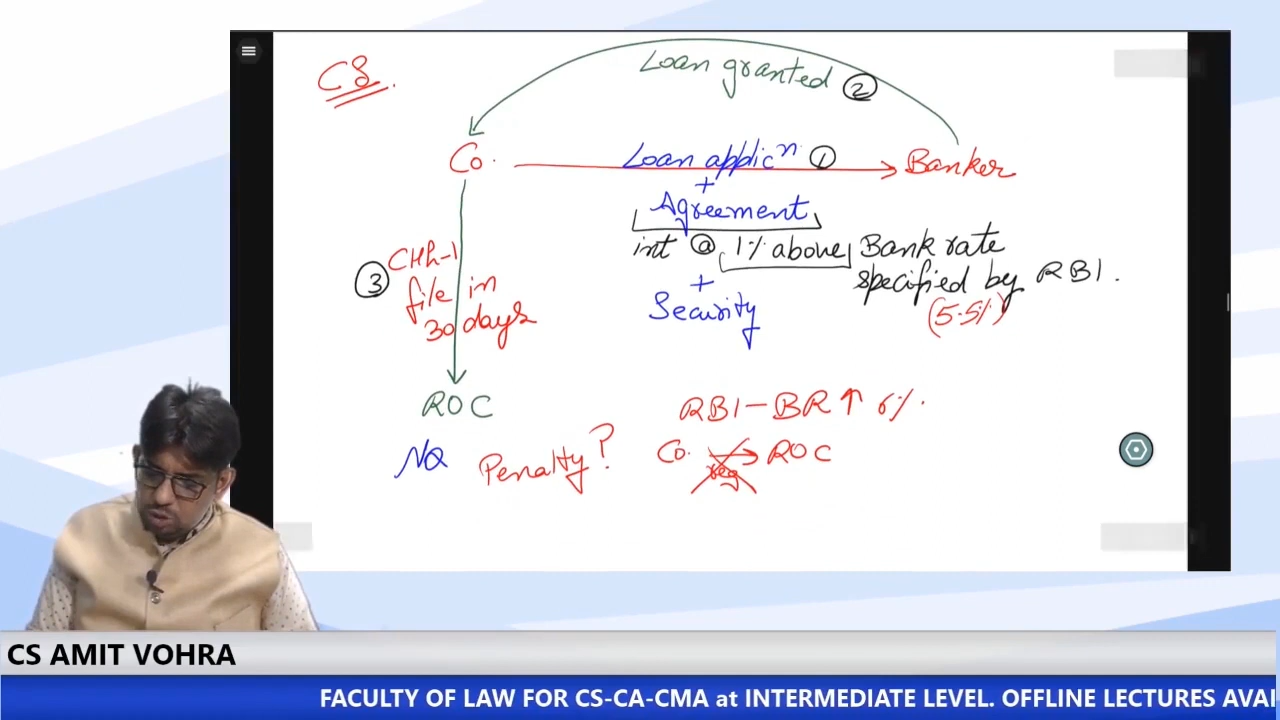 CS.
Loan granted ②
Co.
Loan applicⁿ ①
Banker
+
Agreement
int @ 1% above Bank rate
specified by RBI.
(5.5%)
+
Security
③ CHG-1
file in
30 days
ROC
RBI - BR ↑ 6%.
NQ Penalty?
Co. → ROC
reg
CS AMIT VOHRA
FACULTY OF LAW FOR CS-CA-CMA at INTERMEDIATE LEVEL. OFFLINE LECTURES AVAI